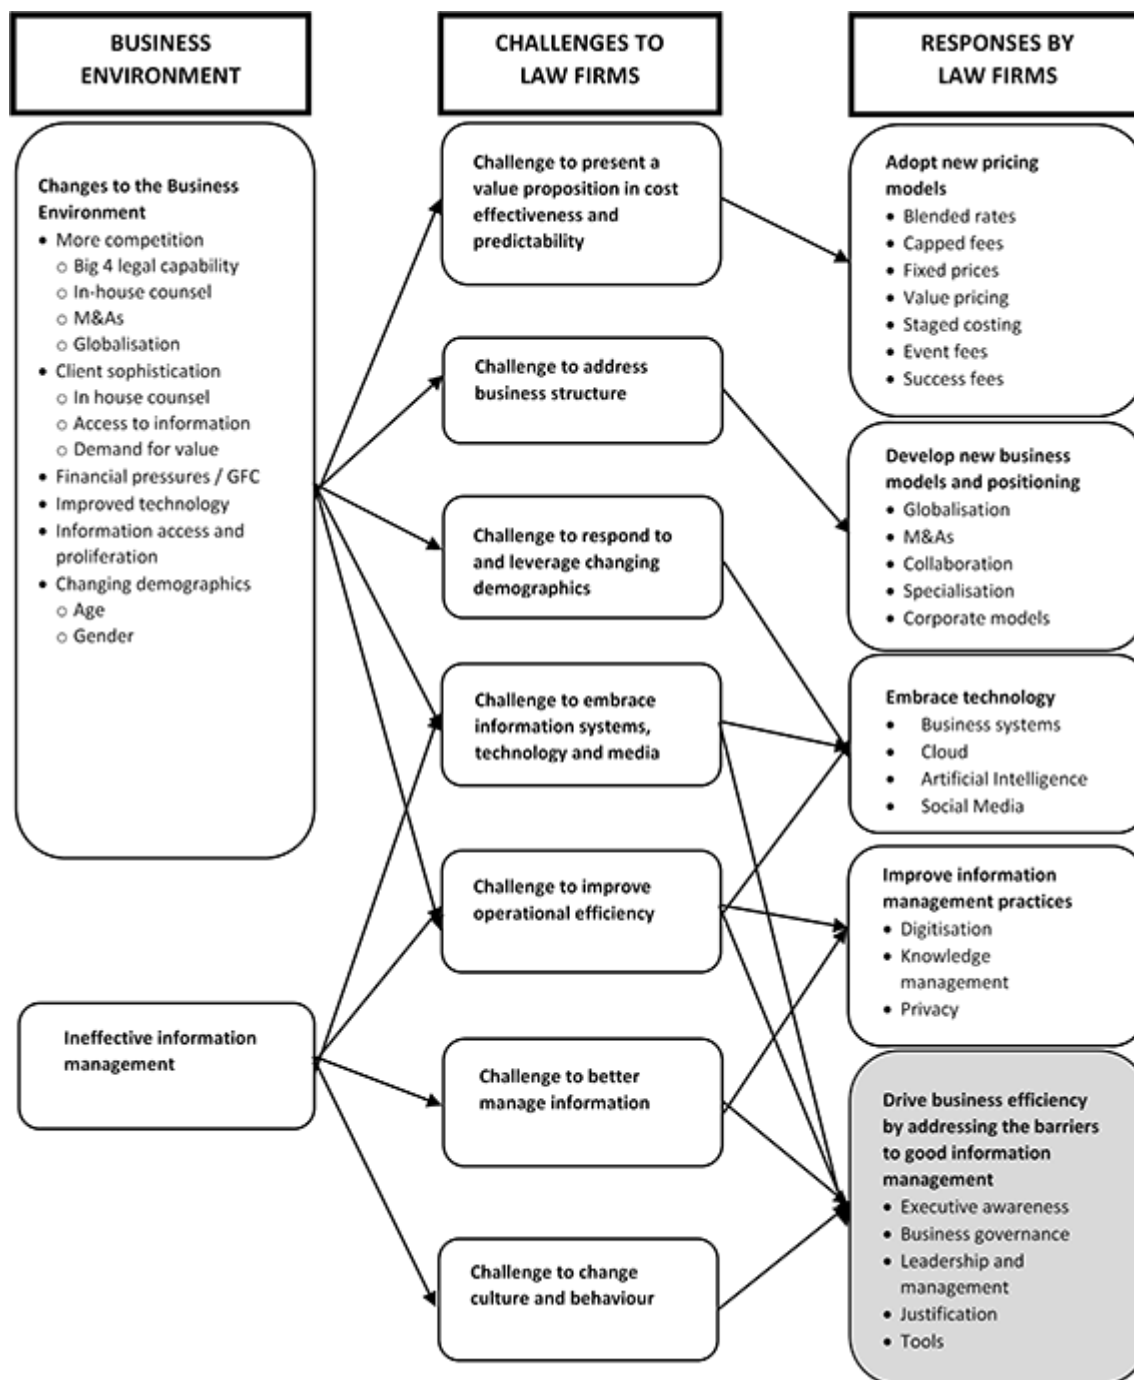 BUSINESS
ENVIRONMENT
Changes to the Business
Environment
• More competition
○ Big 4 legal capability
○ In-house counsel
○ M&As
○ Globalisation
• Client sophistication
○ In house counsel
○ Access to information
○ Demand for value
• Financial pressures / GFC
• Improved technology
• Information access and
proliferation
• Changing demographics
○ Age
○ Gender
Ineffective information
management
CHALLENGES TO
LAW FIRMS
Challenge to present a
value proposition in cost
effectiveness and
predictability
Challenge to address
business structure
Challenge to respond to
and leverage changing
demographics
Challenge to embrace
information systems,
technology and media
Challenge to improve
operational efficiency
Challenge to better
manage information
Challenge to change
culture and behaviour
RESPONSES BY
LAW FIRMS
Adopt new pricing
models
• Blended rates
• Capped fees
• Fixed prices
• Value pricing
• Staged costing
• Event fees
• Success fees
Develop new business
models and positioning
• Globalisation
• M&As
• Collaboration
• Specialisation
• Corporate models
Embrace technology
• Business systems
• Cloud
• Artificial Intelligence
• Social Media
Improve information
management practices
• Digitisation
• Knowledge
management
• Privacy
Drive business efficiency
by addressing the barriers
to good information
management
• Executive awareness
• Business governance
• Leadership and
management
• Justification
• Tools